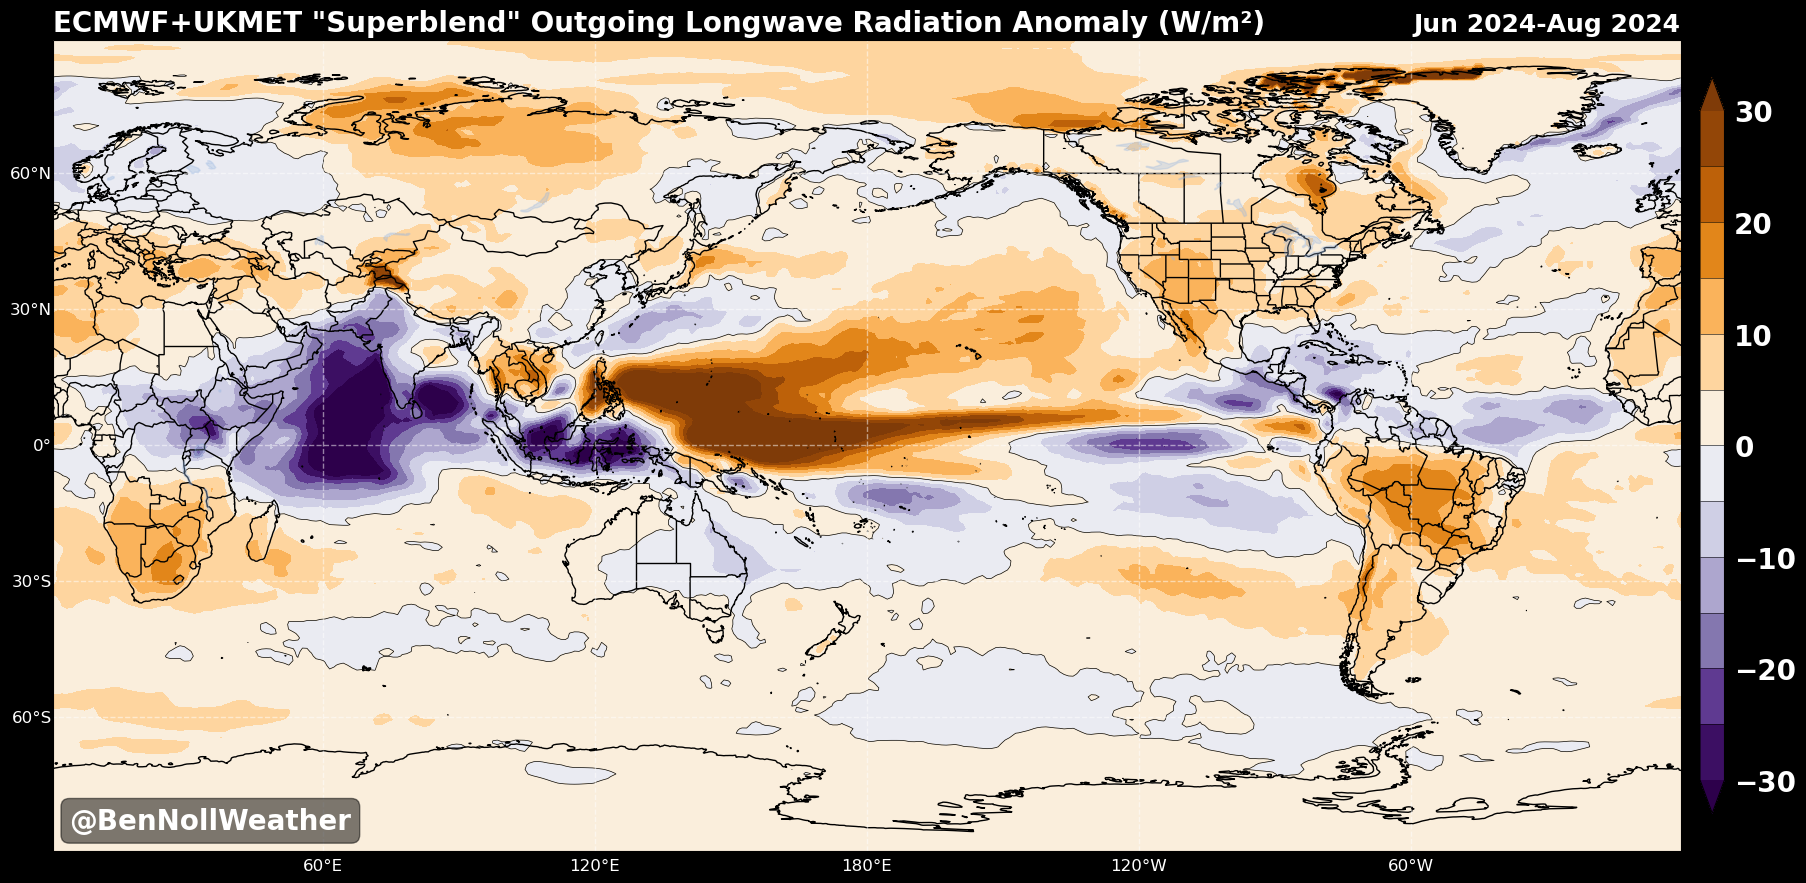 ECMWF+UKMET "Superblend" Outgoing Longwave Radiation Anomaly (W/m²) Jun 2024-Aug 2024
30
20
10
0
−10
−20
−30
60°N
30°N
0°
30°S
60°S
@BenNollWeather
60°E 120°E 180°E 120°W 60°W